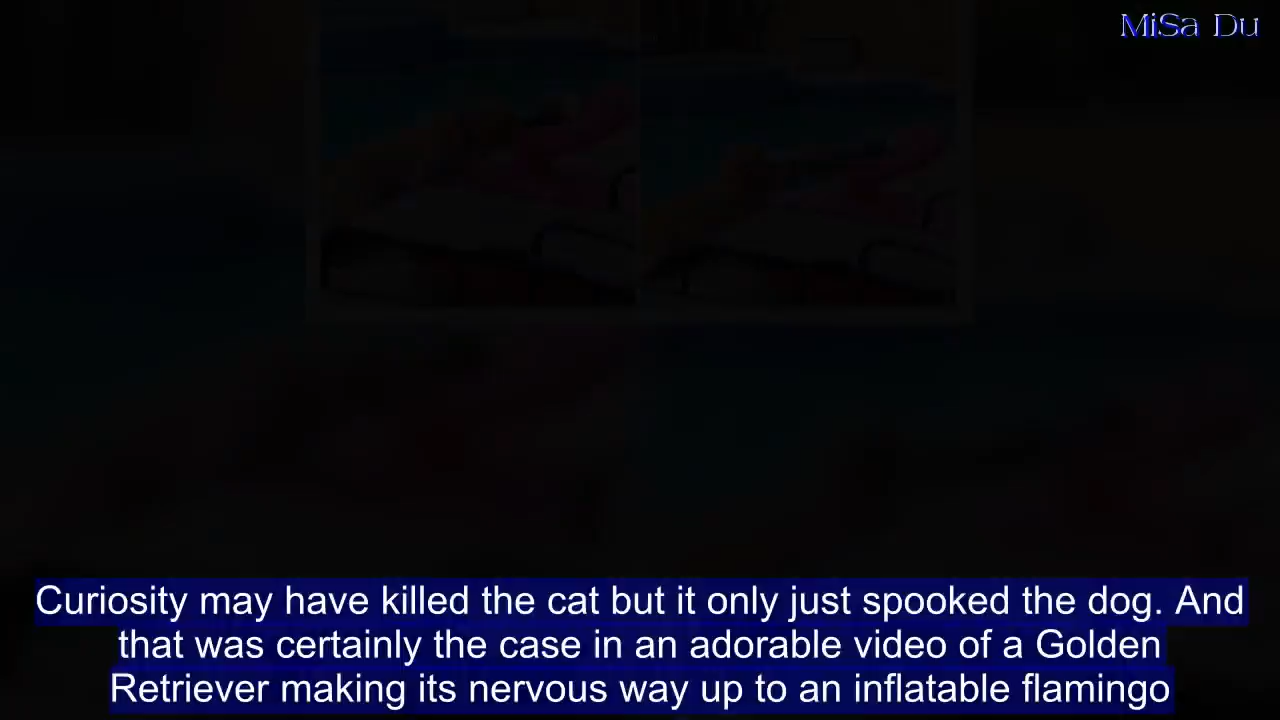 MiSa Du
Curiosity may have killed the cat but it only just spooked the dog. And
that was certainly the case in an adorable video of a Golden
Retriever making its nervous way up to an inflatable flamingo